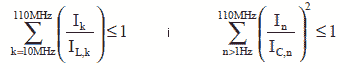 110MHz ∑ k=10MHz (I_k / I_L,k) ≤ 1 i 110MHz ∑ n>1Hz (I_n / I_C,n)² ≤ 1